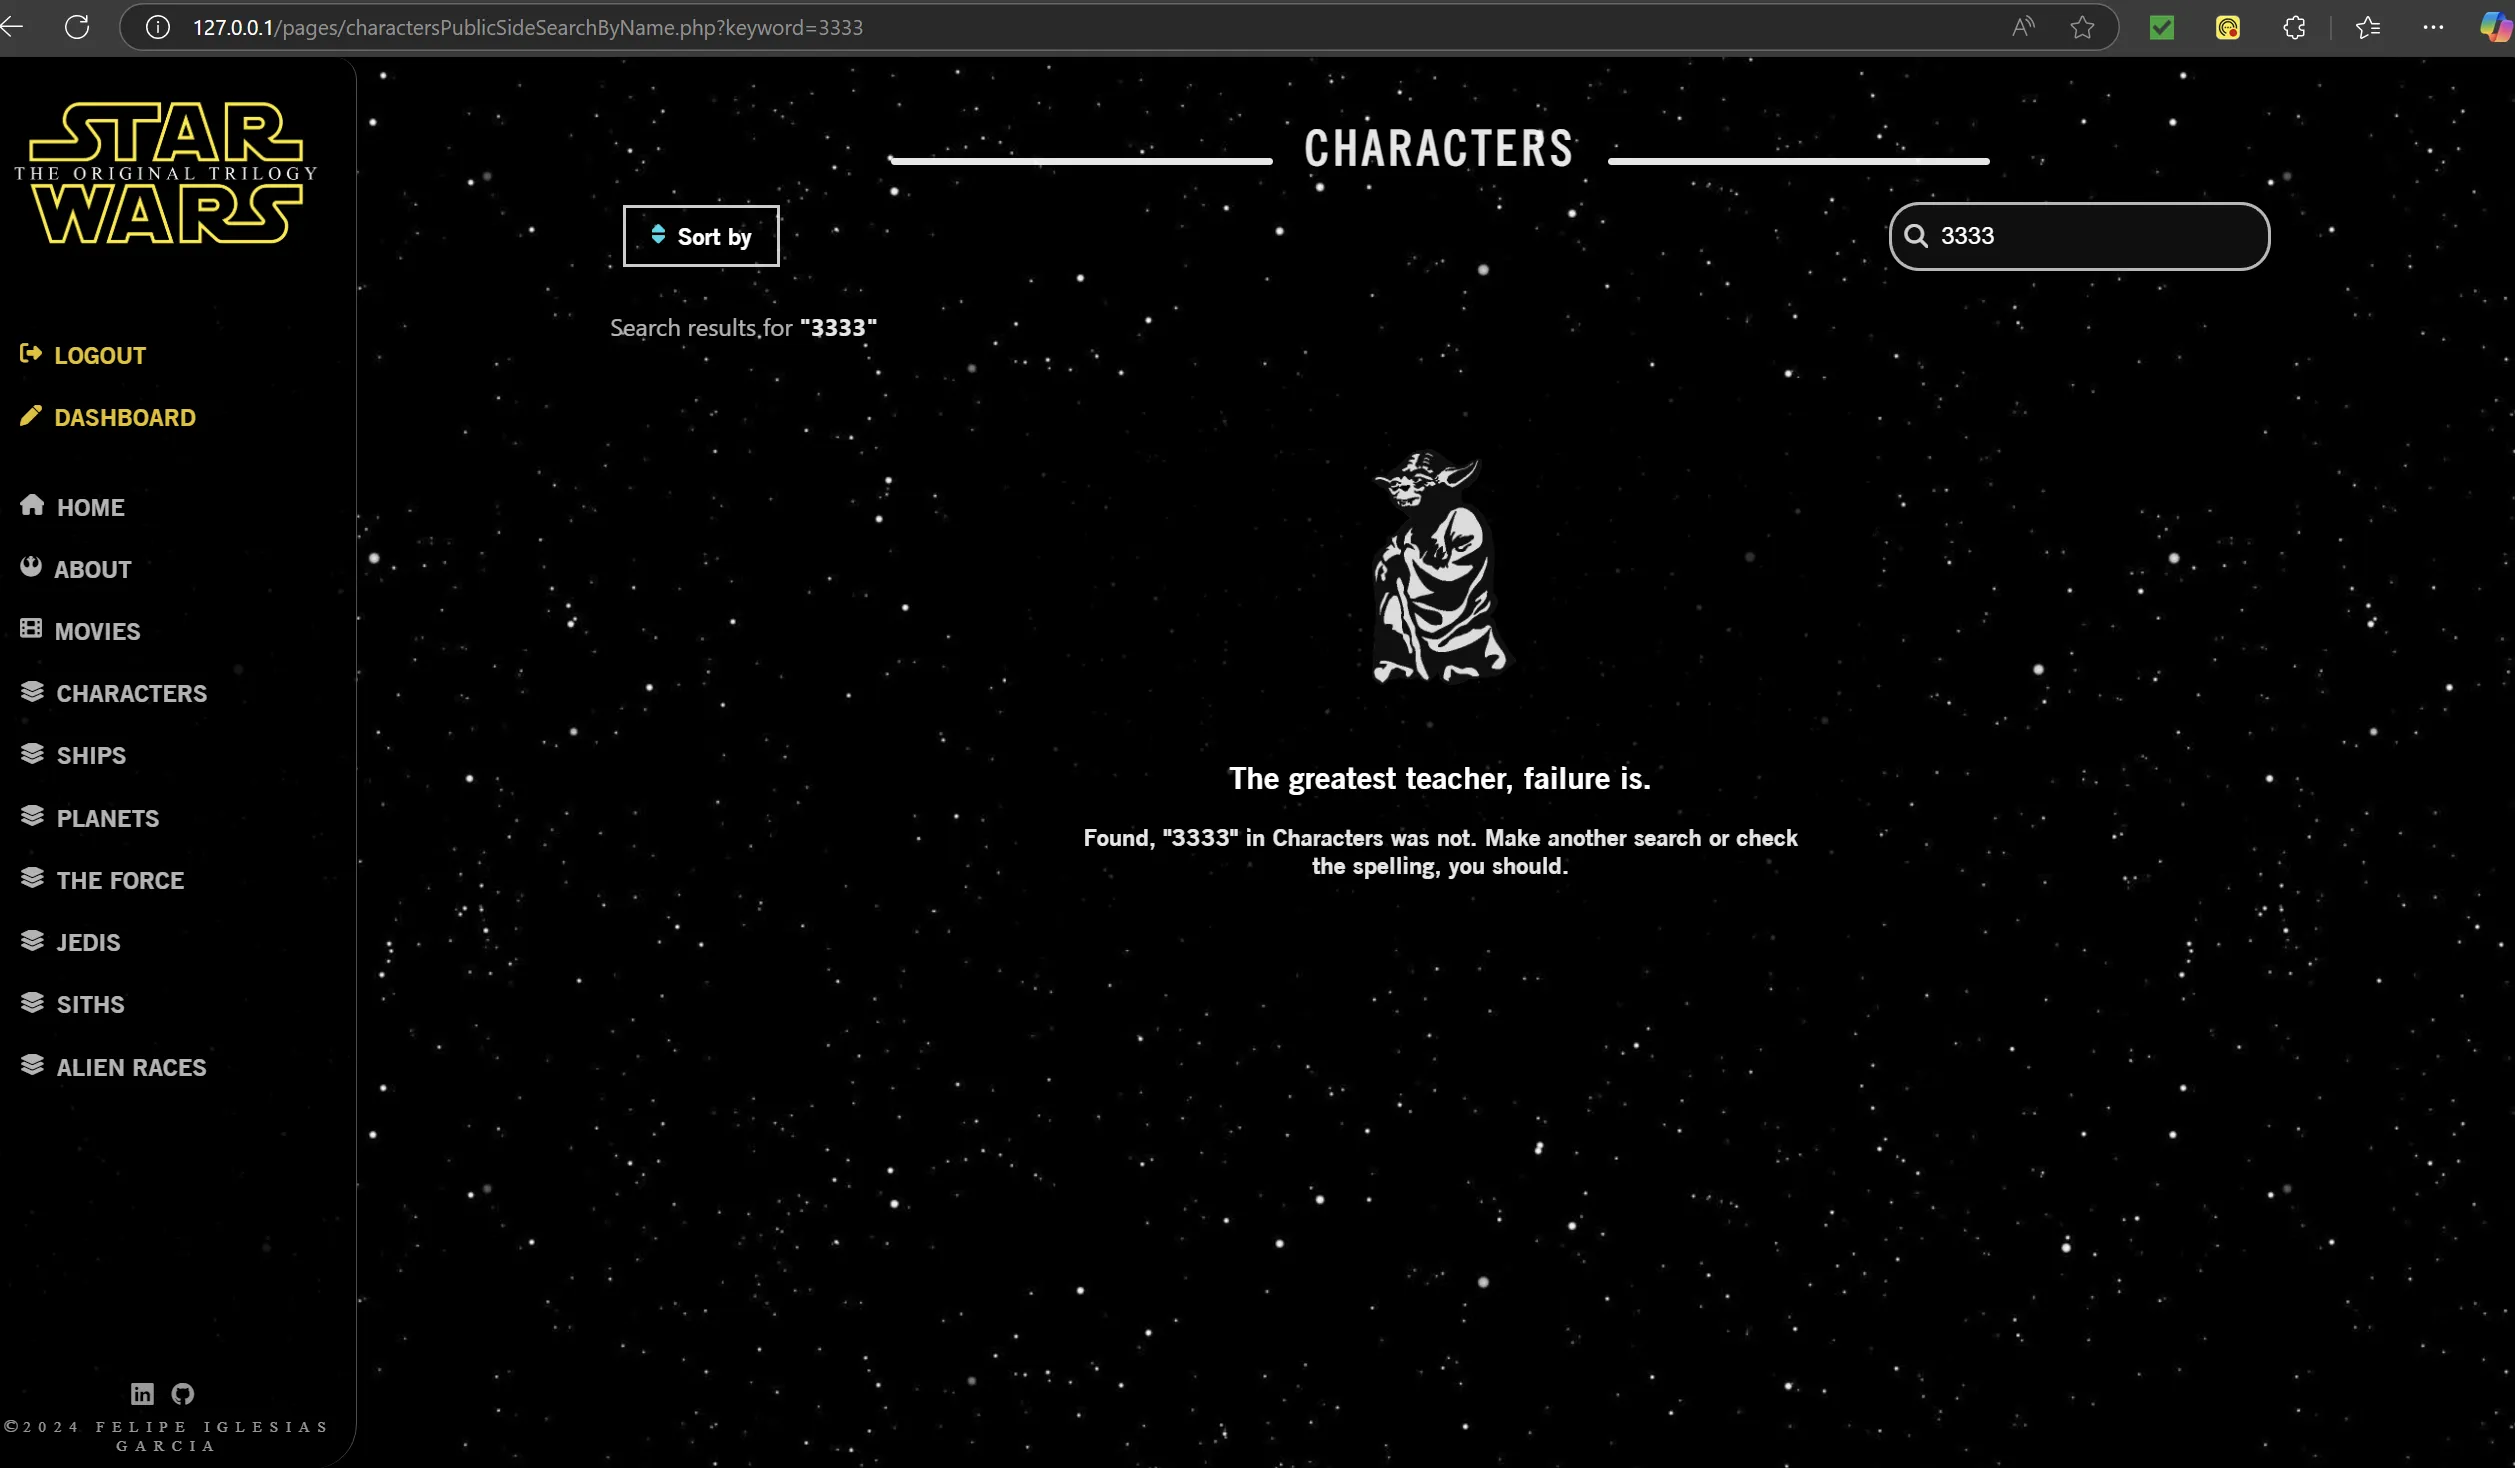 127.0.0.1/pages/charactersPublicSideSearchByName.php?keyword=3333
STAR
THE ORIGINAL TRILOGY
WARS
LOGOUT
DASHBOARD
HOME
ABOUT
MOVIES
CHARACTERS
SHIPS
PLANETS
THE FORCE
JEDIS
SITHS
ALIEN RACES
©2024 FELIPE IGLESIAS
GARCIA
CHARACTERS
Sort by
3333
Search results for "3333"
The greatest teacher, failure is.
Found, "3333" in Characters was not. Make another search or check
the spelling, you should.